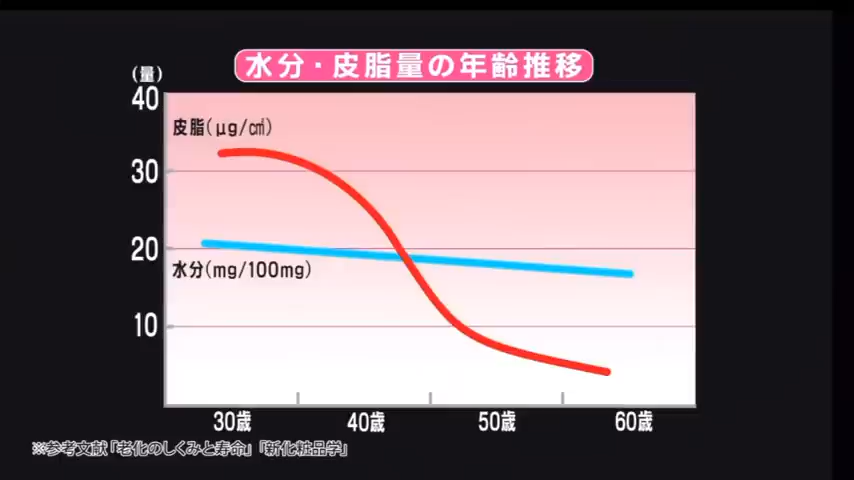 水分・皮脂量の年齢推移
(量)
40
皮脂(μg/c㎡)
30
20
水分(mg/100mg)
10
30歳 40歳 50歳 60歳
※参考文献「老化のしくみと寿命」「新化粧品学」